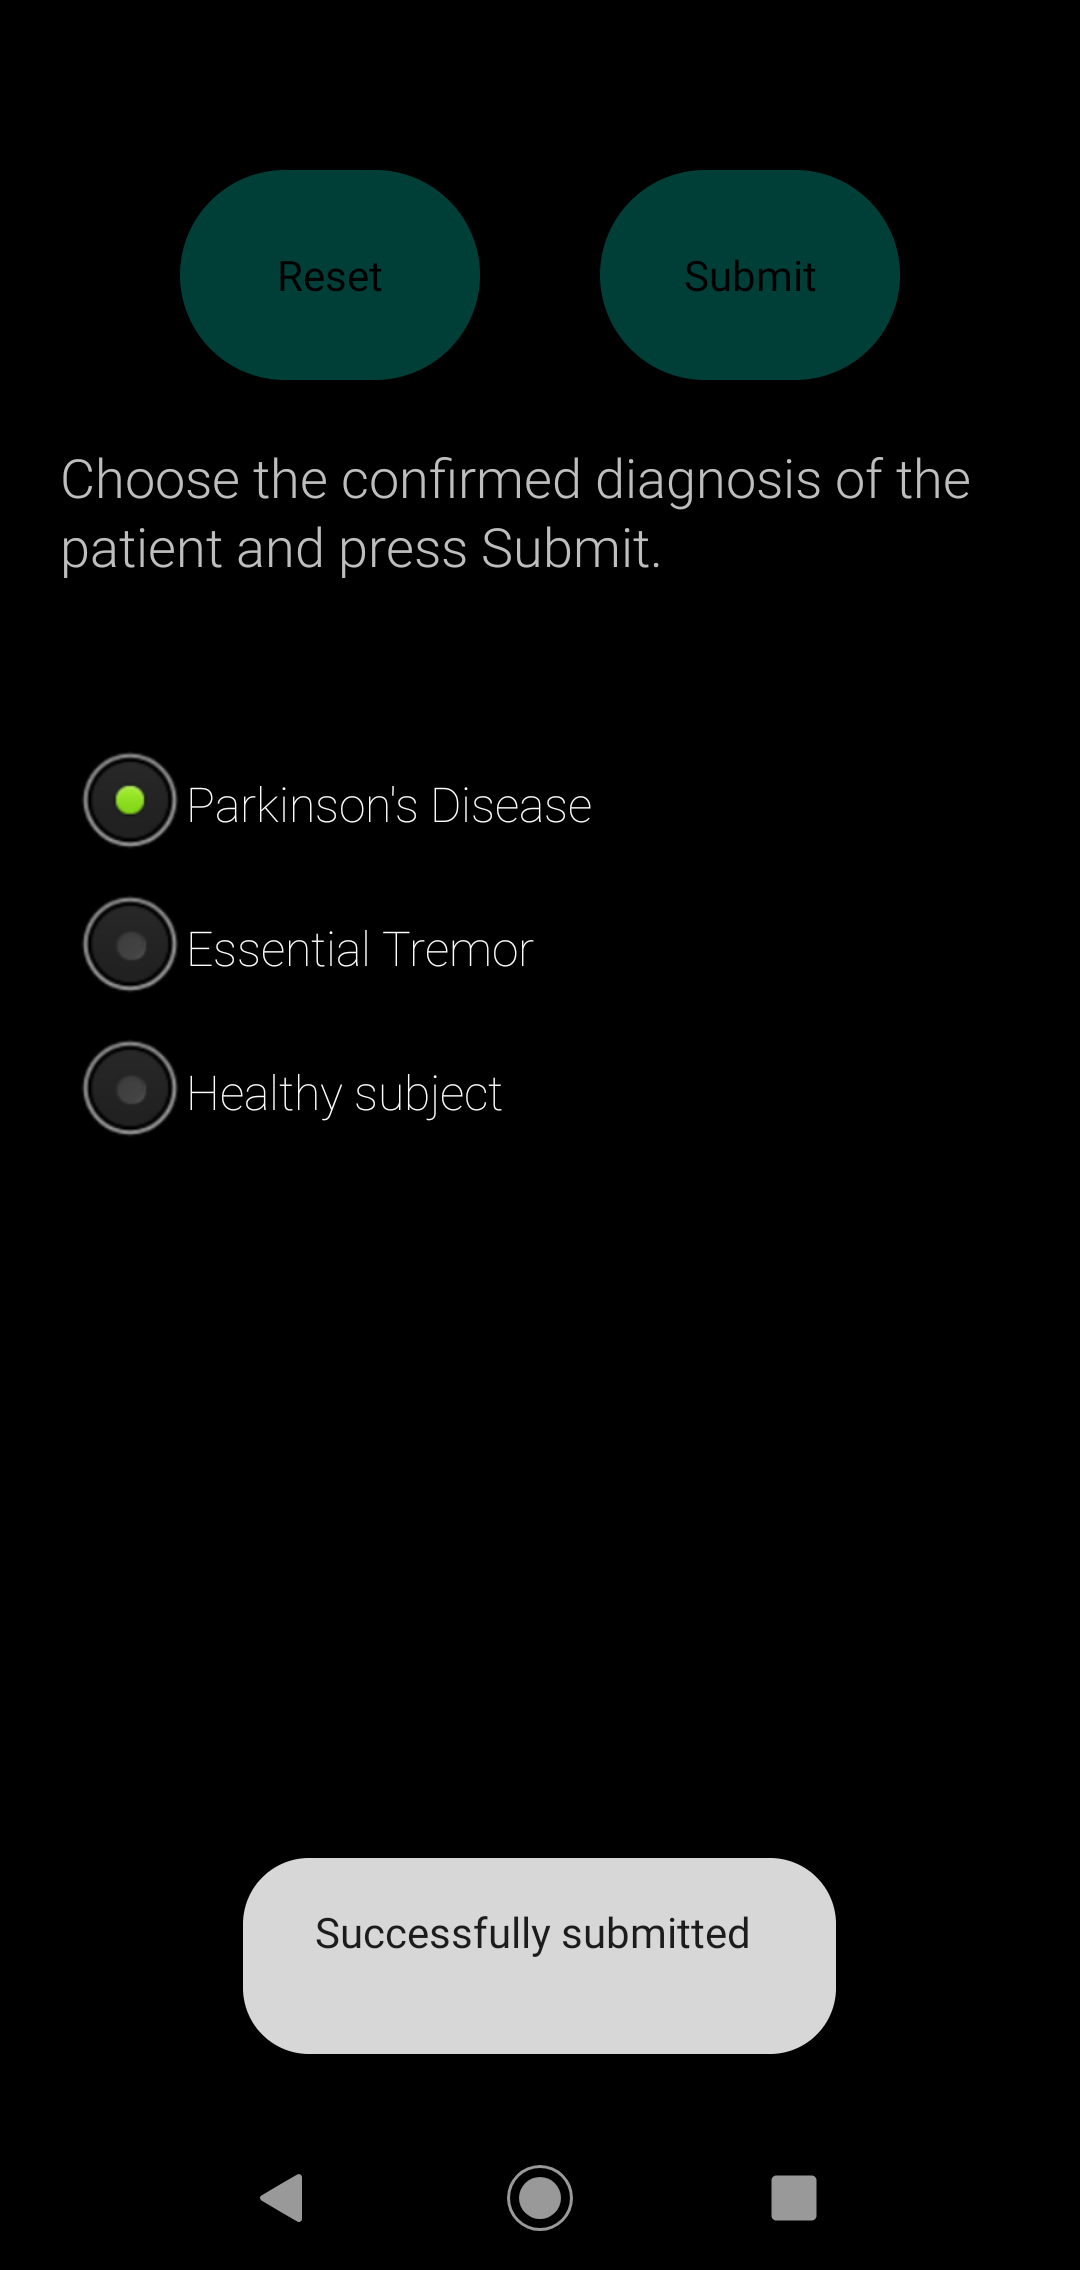 Reset
Submit
Choose the confirmed diagnosis of the
patient and press Submit.
Parkinson's Disease
Essential Tremor
Healthy subject
Successfully submitted